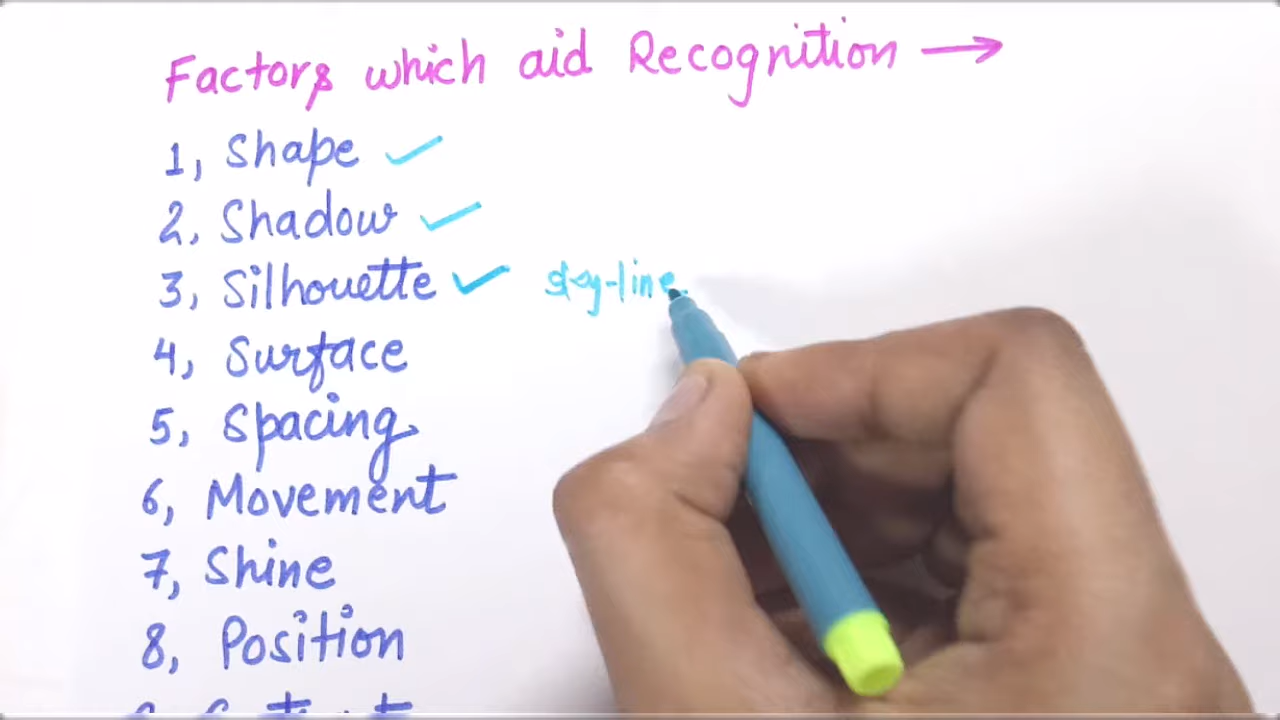 Factors which aid Recognition →
1, Shape ✓
2, Shadow ✓
3, Silhouette ✓ sky-line
4, Surface
5, Spacing
6, Movement
7, Shine
8, Position